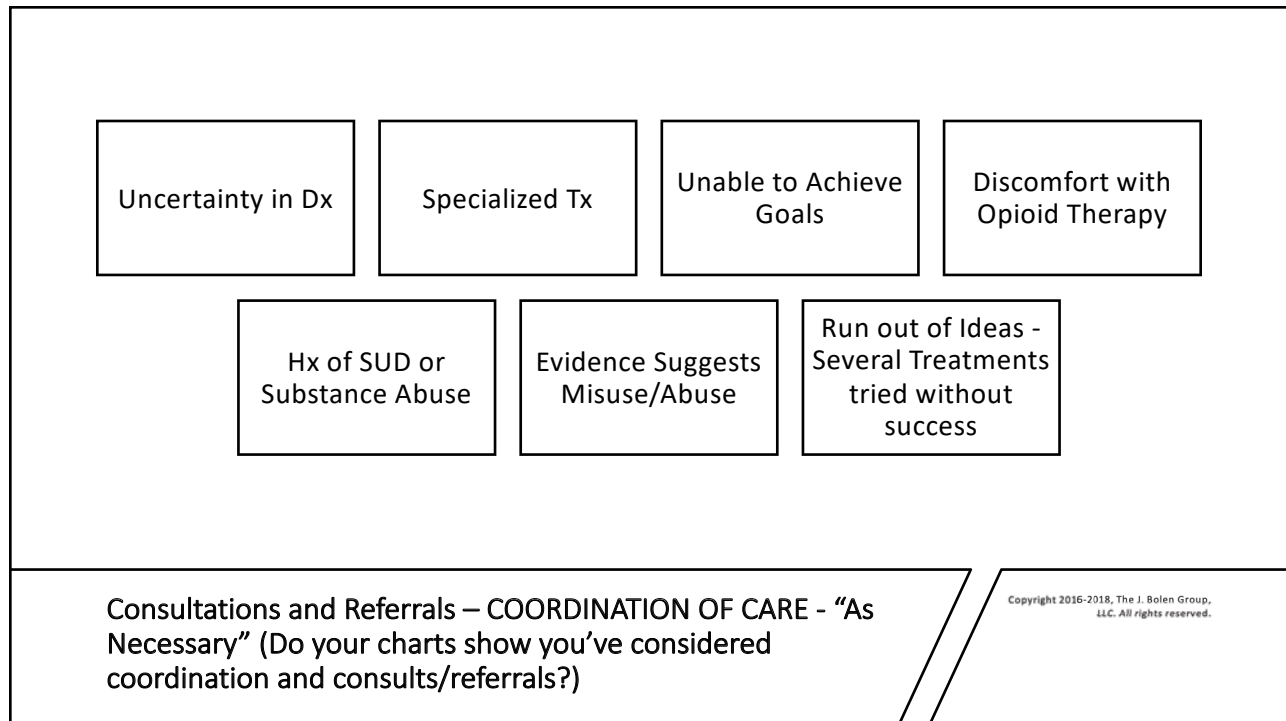 Uncertainty in Dx
Specialized Tx
Unable to Achieve
Goals
Discomfort with
Opioid Therapy
Hx of SUD or
Substance Abuse
Evidence Suggests
Misuse/Abuse
Run out of Ideas -
Several Treatments
tried without
success
Consultations and Referrals – COORDINATION OF CARE - “As
Necessary” (Do your charts show you’ve considered
coordination and consults/referrals?)
Copyright 2016-2018, The J. Bolen Group,
LLC. All rights reserved.